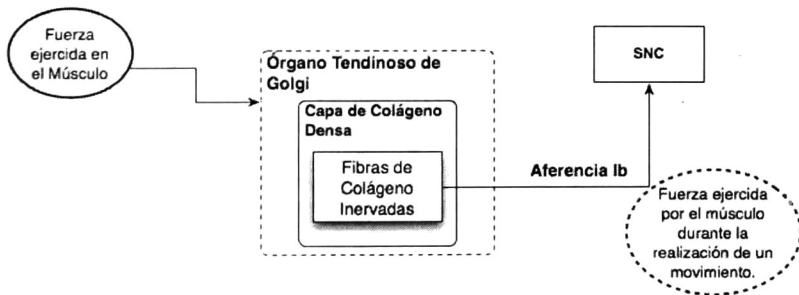 Fuerza
ejercida en
el Músculo
Órgano Tendinoso de
Golgi
Capa de Colágeno
Densa
Fibras de
Colágeno
Inervadas
Aferencia Ib
SNC
Fuerza ejercida
por el músculo
durante la
realización de un
movimiento.